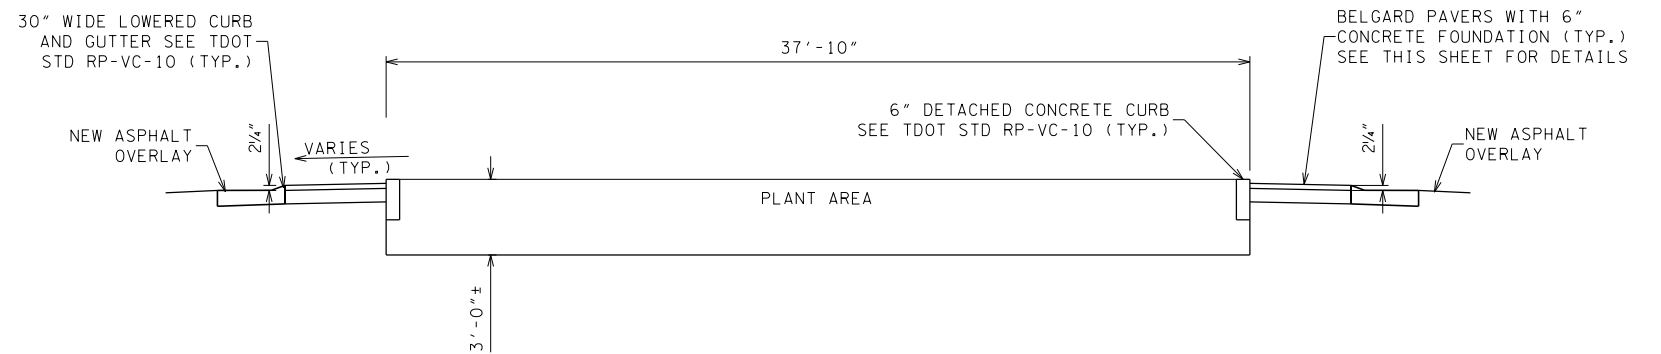 30" WIDE LOWERED CURB
AND GUTTER SEE TDOT
STD RP-VC-10 (TYP.)
37'-10"
BELGARD PAVERS WITH 6"
CONCRETE FOUNDATION (TYP.)
SEE THIS SHEET FOR DETAILS
6" DETACHED CONCRETE CURB
SEE TDOT STD RP-VC-10 (TYP.)
NEW ASPHALT
OVERLAY
2¼"
VARIES
(TYP.)
2¼"
NEW ASPHALT
OVERLAY
PLANT AREA
3'-0"±